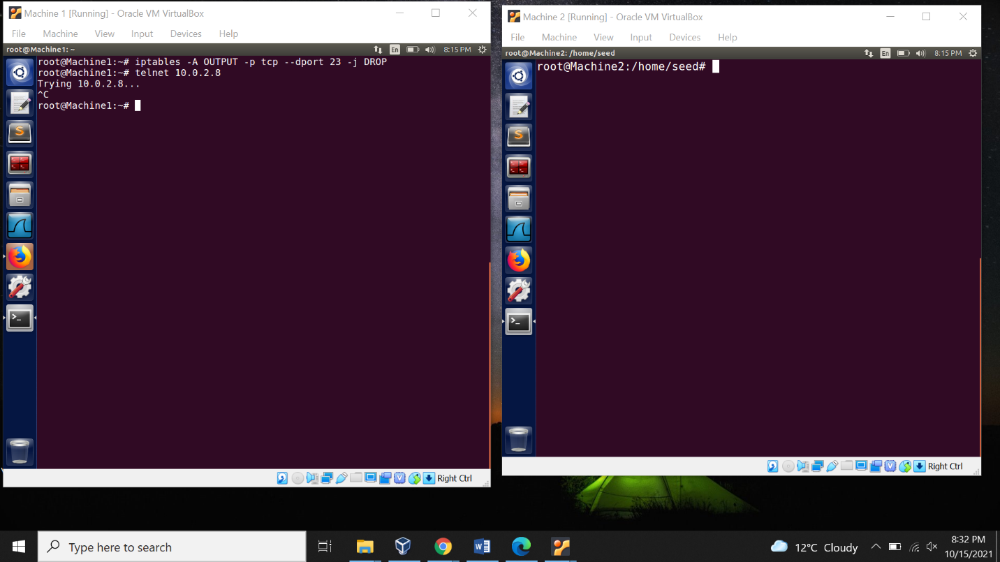 Machine 1 [Running] - Oracle VM VirtualBox
File Machine View Input Devices Help
root@Machine1: ~ En 8:15 PM
root@Machine1:~# iptables -A OUTPUT -p tcp --dport 23 -j DROP
root@Machine1:~# telnet 10.0.2.8
Trying 10.0.2.8...
^C
root@Machine1:~#
Right Ctrl
Machine 2 [Running] - Oracle VM VirtualBox
File Machine View Input Devices Help
root@Machine2: /home/seed En 8:15 PM
root@Machine2:/home/seed#
Right Ctrl
Type here to search
12°C Cloudy
8:32 PM
10/15/2021